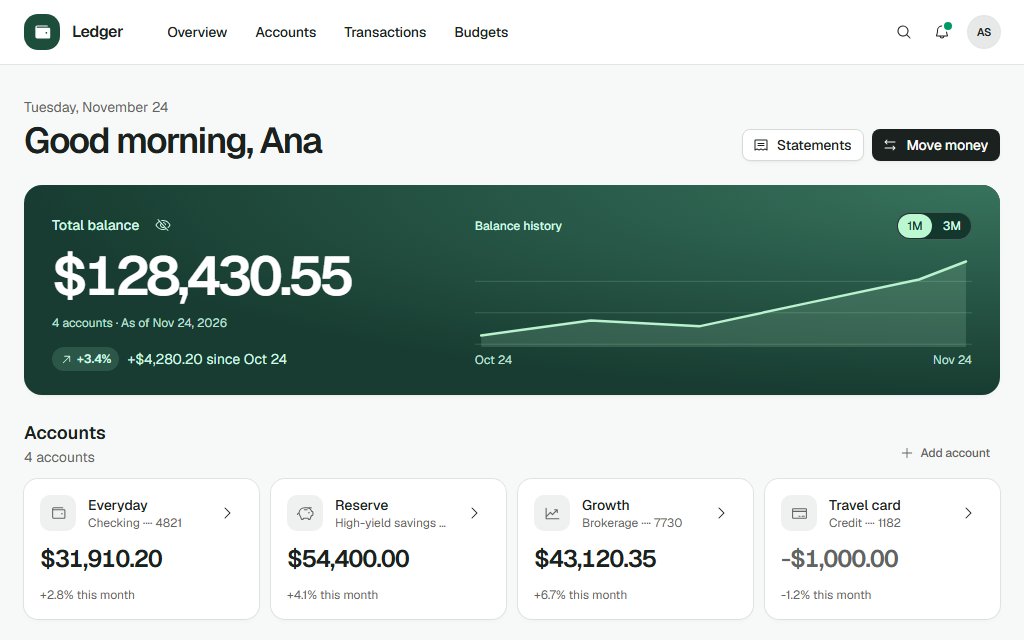 Ledger
Overview
Accounts
Transactions
Budgets
AS
Tuesday, November 24
Good morning, Ana
Statements
Move money
Total balance
$128,430.55
4 accounts · As of Nov 24, 2026
+3.4%
+$4,280.20 since Oct 24
Balance history
1M
3M
Oct 24
Nov 24
Accounts
4 accounts
Add account
Everyday
Checking ···· 4821
$31,910.20
+2.8% this month
Reserve
High-yield savings ...
$54,400.00
+4.1% this month
Growth
Brokerage ···· 7730
$43,120.35
+6.7% this month
Travel card
Credit ···· 1182
-$1,000.00
-1.2% this month